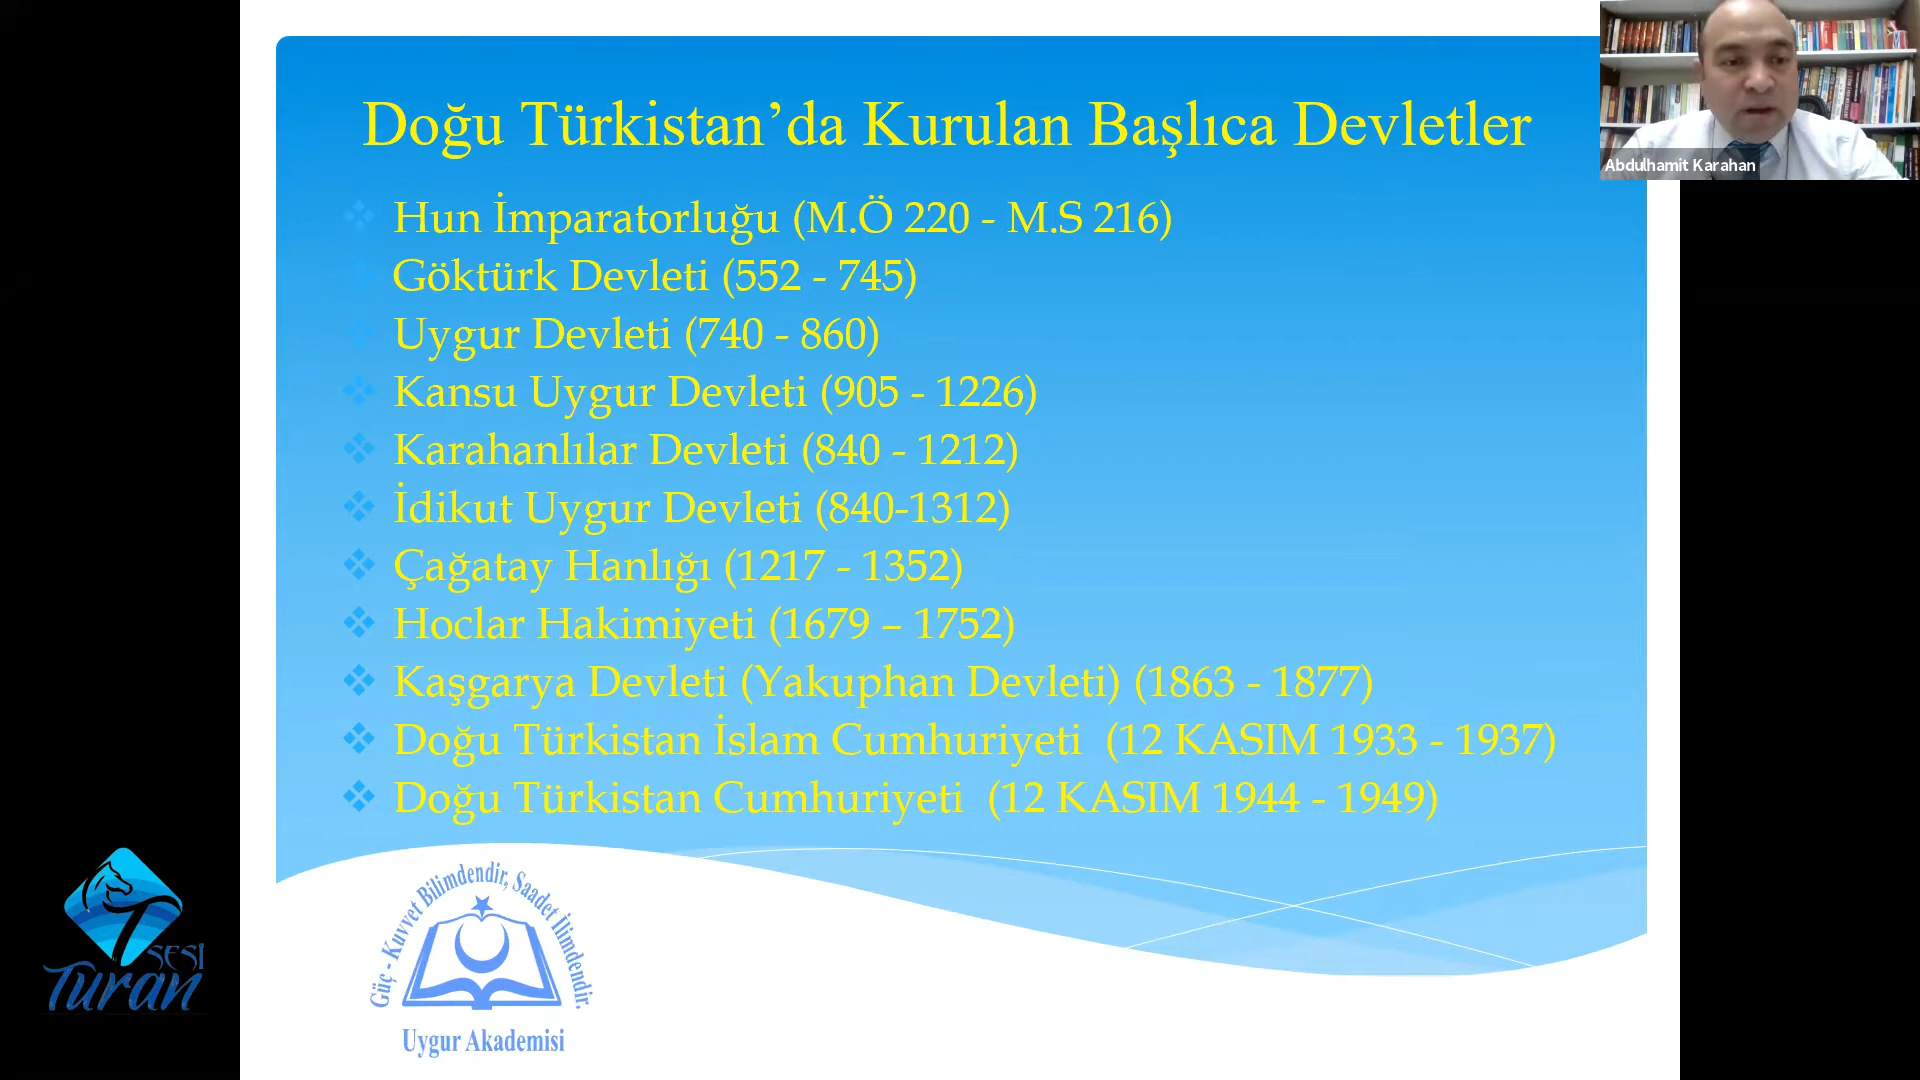 Doğu Türkistan’da Kurulan Başlıca Devletler
Abdulhamit Karahan
Hun İmparatorluğu (M.Ö 220 - M.S 216)
Göktürk Devleti (552 - 745)
Uygur Devleti (740 - 860)
Kansu Uygur Devleti (905 - 1226)
Karahanlılar Devleti (840 - 1212)
İdikut Uygur Devleti (840-1312)
Çağatay Hanlığı (1217 - 1352)
Hoclar Hakimiyeti (1679 – 1752)
Kaşgarya Devleti (Yakuphan Devleti) (1863 - 1877)
Doğu Türkistan İslam Cumhuriyeti (12 KASIM 1933 - 1937)
Doğu Türkistan Cumhuriyeti (12 KASIM 1944 - 1949)
Güç - Kuvvet Bilimdendir, Saadet İlimdendir.
Uygur Akademisi
SESİ
Turan